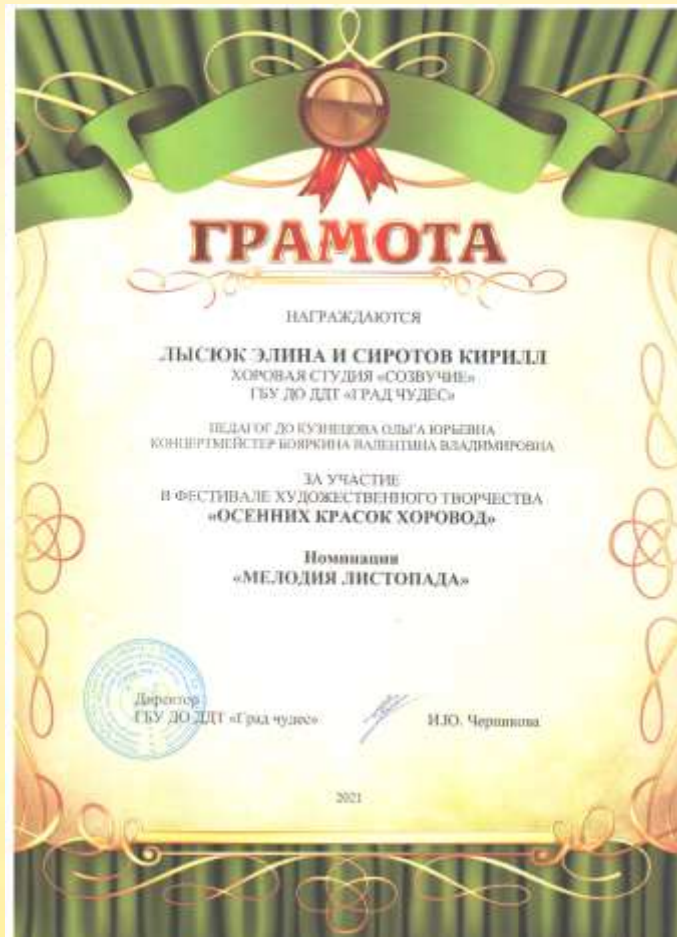 ГРАМОТА
НАГРАЖДАЮТСЯ
ЛЫСЮК ЭЛИНА И СИРОТОВ КИРИЛЛ
ХОРОВАЯ СТУДИЯ «СОЗВУЧИЕ»
ГБУ ДО ДДТ «ГРАД ЧУДЕС»
ПЕДАГОГ ДО КУЗНЕЦОВА ОЛЬГА ЮРЬЕВНА
КОНЦЕРТМЕЙСТЕР БОЯРКИНА ВАЛЕНТИНА ВЛАДИМИРОВНА
ЗА УЧАСТИЕ
И ФЕСТИВАЛЕ ХУДОЖЕСТВЕННОГО ТВОРЧЕСТВА
«ОСЕННИХ КРАСОК ХОРОВОД»
Номинация
«МЕЛОДИЯ ЛИСТОПАДА»
Директор
ГБУ ДО ДДТ «Град чудес»
И.Ю. Черникова
2021